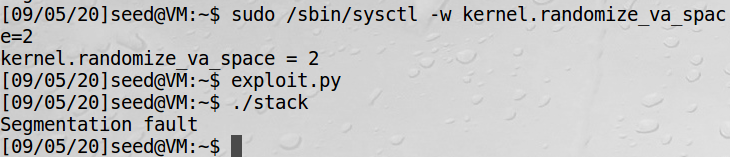 [09/05/20]seed@VM:~$ sudo /sbin/sysctl -w kernel.randomize_va_spac
e=2
kernel.randomize_va_space = 2
[09/05/20]seed@VM:~$ exploit.py
[09/05/20]seed@VM:~$ ./stack
Segmentation fault
[09/05/20]seed@VM:~$